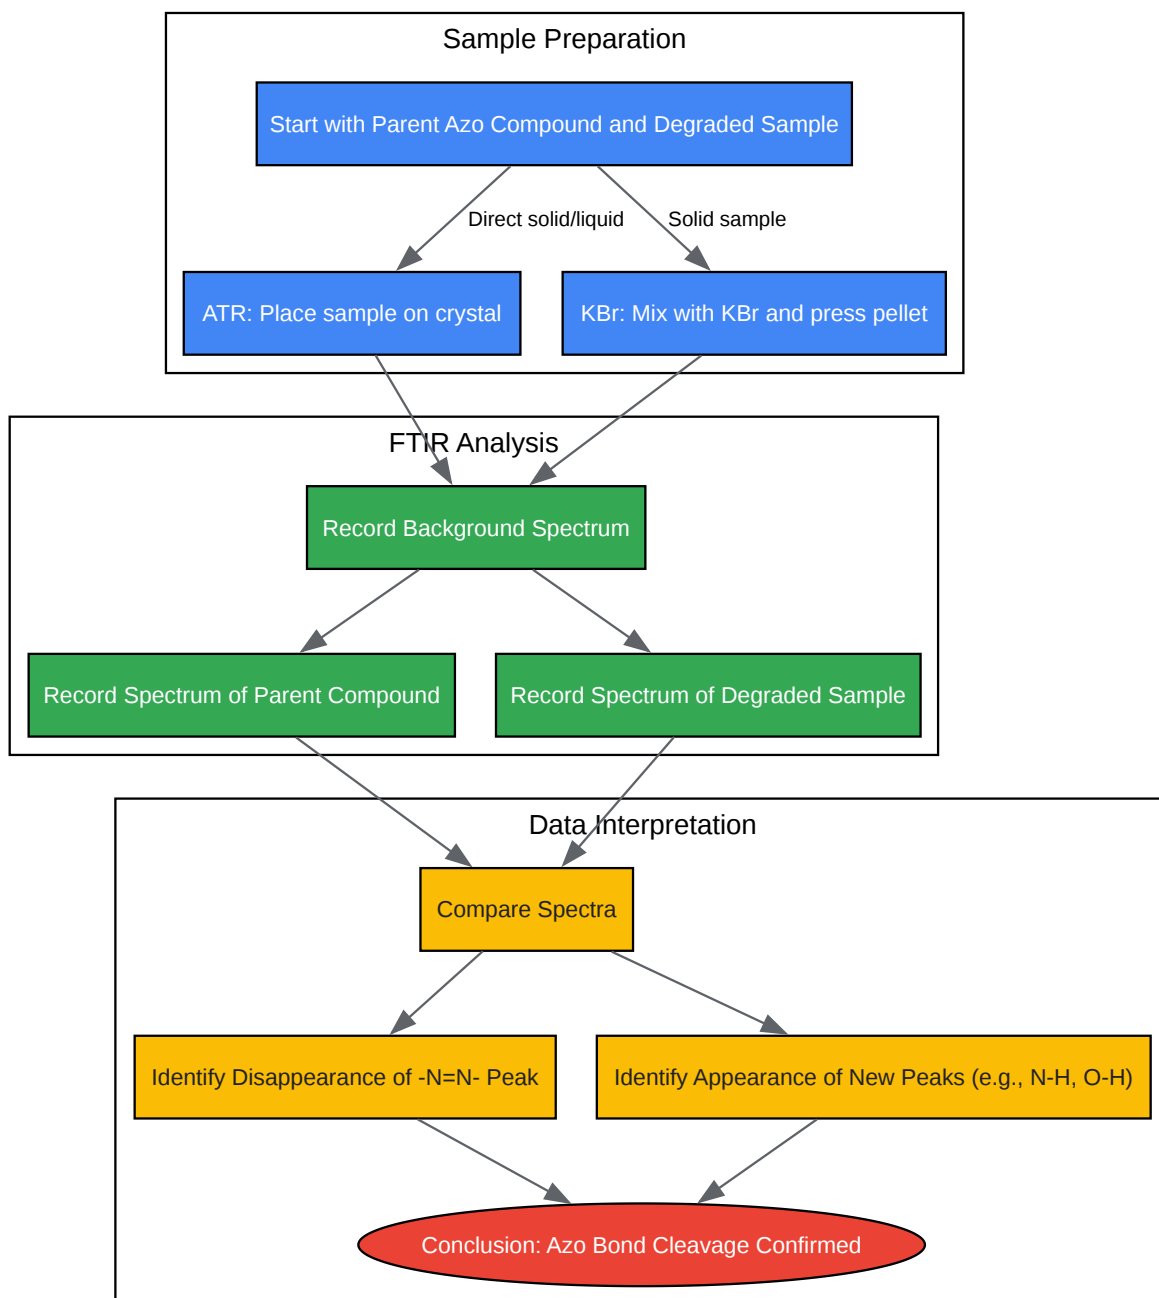 Sample Preparation
Start with Parent Azo Compound and Degraded Sample
Direct solid/liquid
Solid sample
ATR: Place sample on crystal
KBr: Mix with KBr and press pellet
FTIR Analysis
Record Background Spectrum
Record Spectrum of Parent Compound
Record Spectrum of Degraded Sample
Data Interpretation
Compare Spectra
Identify Disappearance of -N=N- Peak
Identify Appearance of New Peaks (e.g., N-H, O-H)
Conclusion: Azo Bond Cleavage Confirmed